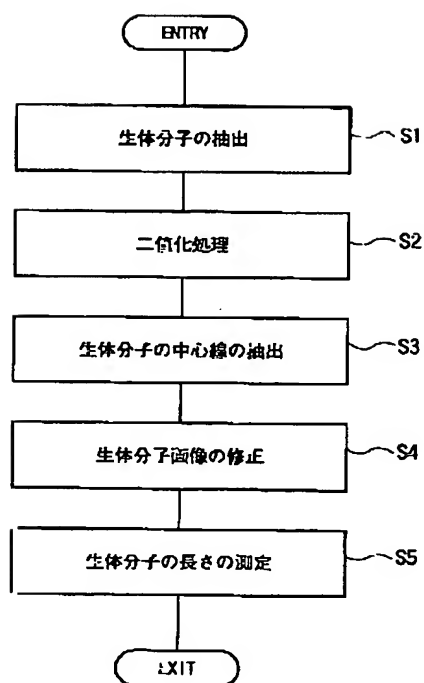 ENTRY
生体分子の抽出
S1
二値化処理
S2
生体分子の中心線の抽出
S3
生体分子画像の修正
S4
生体分子の長さの測定
S5
EXIT